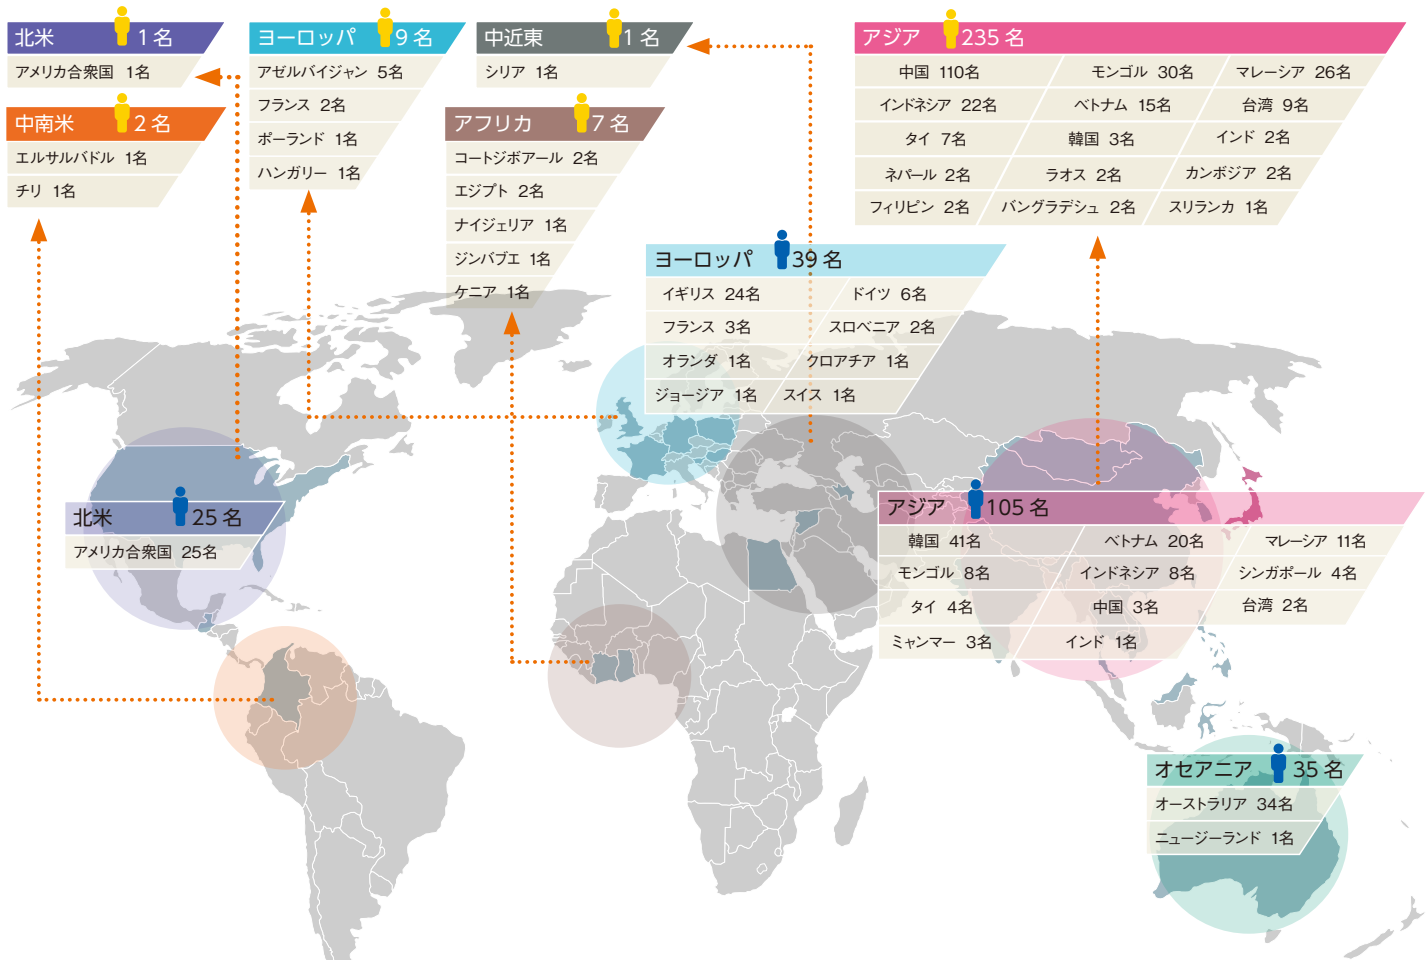 北米 1名
アメリカ合衆国 1名
中南米 2名
エルサルバドル 1名
チリ 1名
ヨーロッパ 9名
アゼルバイジャン 5名
フランス 2名
ポーランド 1名
ハンガリー 1名
中近東 1名
シリア 1名
アフリカ 7名
コートジボアール 2名
エジプト 2名
ナイジェリア 1名
ジンバブエ 1名
ケニア 1名
アジア 235名
中国 110名 モンゴル 30名 マレーシア 26名
インドネシア 22名 ベトナム 15名 台湾 9名
タイ 7名 韓国 3名 インド 2名
ネパール 2名 ラオス 2名 カンボジア 2名
フィリピン 2名 バングラデシュ 2名 スリランカ 1名
ヨーロッパ 39名
イギリス 24名 ドイツ 6名
フランス 3名 スロベニア 2名
オランダ 1名 クロアチア 1名
ジョージア 1名 スイス 1名
北米 25名
アメリカ合衆国 25名
アジア 105名
韓国 41名 ベトナム 20名 マレーシア 11名
モンゴル 8名 インドネシア 8名 シンガポール 4名
タイ 4名 中国 3名 台湾 2名
ミャンマー 3名 インド 1名
オセアニア 35名
オーストラリア 34名
ニュージーランド 1名